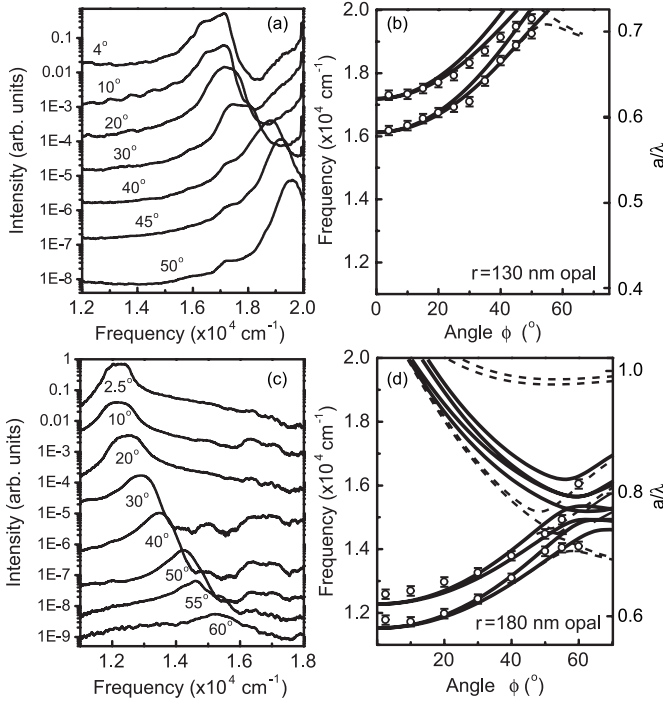 (a)
0.1
0.01
1E-3
1E-4
1E-5
1E-6
1E-7
1E-8
Intensity (arb. units)
4°
10°
20°
30°
40°
45°
50°
1.2 1.4 1.6 1.8 2.0
Frequency (x10⁴ cm⁻¹)
(b)
2.0
1.8
1.6
1.4
1.2
Frequency (x10⁴ cm⁻¹)
0.7
0.6
0.5
0.4
a/λ
r=130 nm opal
0 20 40 60
Angle ϕ (°)
(c)
1
0.1
0.01
1E-3
1E-4
1E-5
1E-6
1E-7
1E-8
1E-9
Intensity (arb. units)
2.5°
10°
20°
30°
40°
50°
55°
60°
1.2 1.4 1.6 1.8
Frequency (x10⁴ cm⁻¹)
(d)
2.0
1.8
1.6
1.4
1.2
Frequency (x10⁴ cm⁻¹)
1.0
0.8
0.6
a/λ
r=180 nm opal
0 20 40 60
Angle ϕ (°)